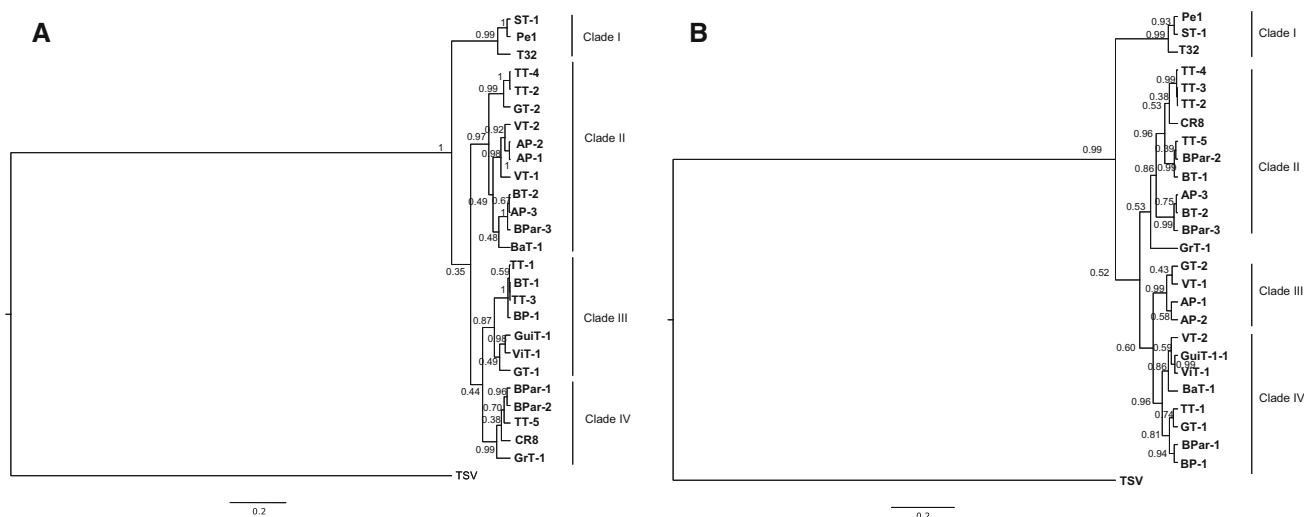 A
ST-1
Pe1
T32
TT-4
TT-2
GT-2
VT-2
AP-2
AP-1
VT-1
BT-2
AP-3
BPar-3
BaT-1
TT-1
BT-1
TT-3
BP-1
GuiT-1
ViT-1
GT-1
BPar-1
BPar-2
TT-5
CR8
GrT-1
TSV
Clade I
Clade II
Clade III
Clade IV
1
0.99
1
0.99
0.97
0.92
0.98
1
0.49
0.67
1
0.48
1
0.35
0.59
1
0.87
0.98
0.49
0.44
0.96
0.70
0.38
0.99
0.2
B
Pe1
ST-1
T32
TT-4
TT-3
TT-2
CR8
TT-5
BPar-2
BT-1
AP-3
BT-2
BPar-3
GrT-1
GT-2
VT-1
AP-1
AP-2
VT-2
GuiT-1-1
ViT-1
BaT-1
TT-1
GT-1
BPar-1
BP-1
TSV
Clade I
Clade II
Clade III
Clade IV
0.93
0.99
0.99
0.38
0.53
0.96
0.39
0.99
0.86
0.75
0.99
0.53
0.99
0.52
0.43
0.99
0.58
0.60
0.59
0.99
0.86
0.96
0.74
0.81
0.94
0.2